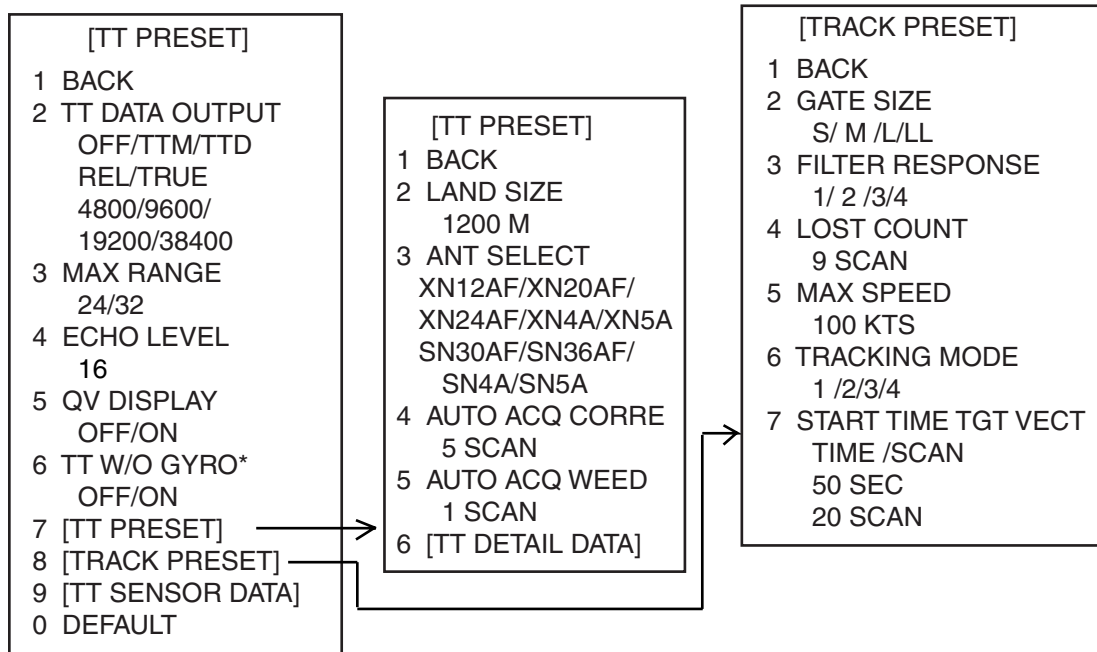 [TT PRESET]
1 BACK
2 TT DATA OUTPUT
OFF/TTM/TTD
REL/TRUE
4800/9600/
19200/38400
3 MAX RANGE
24/32
4 ECHO LEVEL
16
5 QV DISPLAY
OFF/ON
6 TT W/O GYRO*
OFF/ON
7 [TT PRESET]
8 [TRACK PRESET]
9 [TT SENSOR DATA]
0 DEFAULT
[TT PRESET]
1 BACK
2 LAND SIZE
1200 M
3 ANT SELECT
XN12AF/XN20AF/
XN24AF/XN4A/XN5A
SN30AF/SN36AF/
SN4A/SN5A
4 AUTO ACQ CORRE
5 SCAN
5 AUTO ACQ WEED
1 SCAN
6 [TT DETAIL DATA]
[TRACK PRESET]
1 BACK
2 GATE SIZE
S/ M /L/LL
3 FILTER RESPONSE
1/ 2 /3/4
4 LOST COUNT
9 SCAN
5 MAX SPEED
100 KTS
6 TRACKING MODE
1 /2/3/4
7 START TIME TGT VECT
TIME /SCAN
50 SEC
20 SCAN